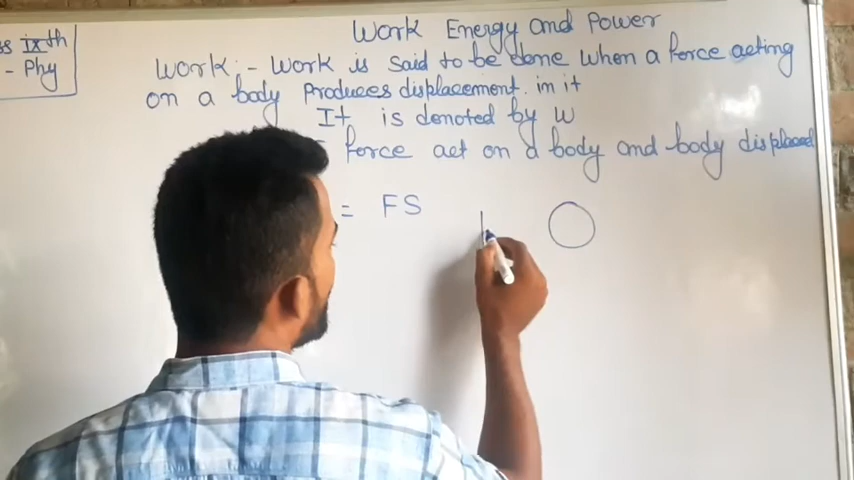 Work Energy and Power
ss IXth
- Phy
Work - Work is said to be done when a force acting
on a body Produces displacement. in it
It is denoted by W
force act on a body and body displaced
= FS